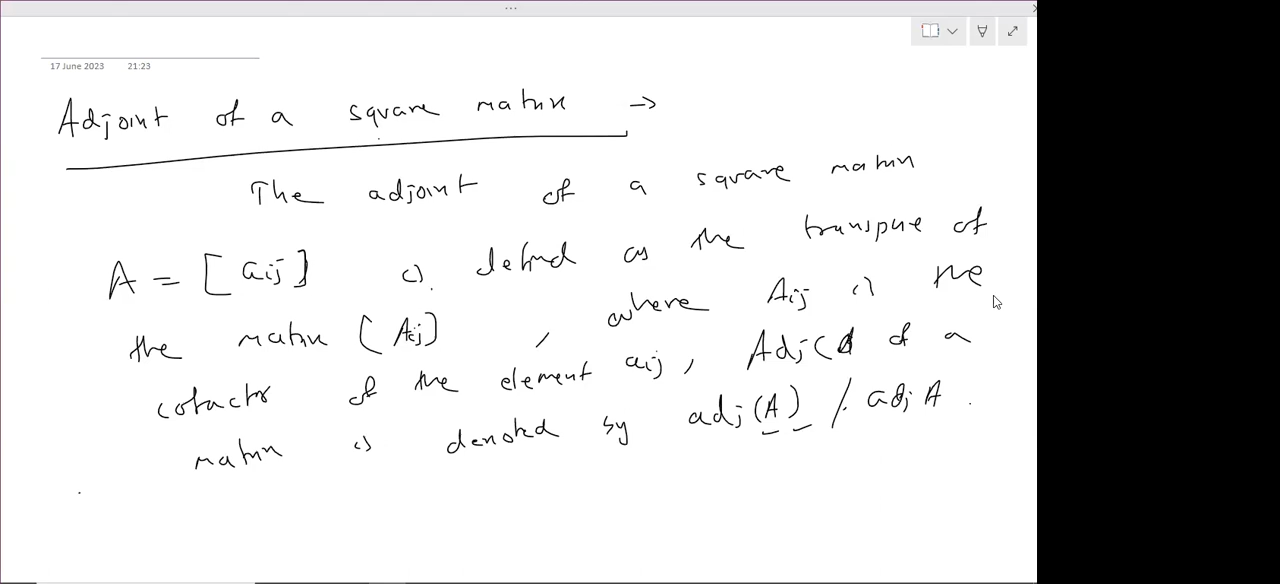 17 June 2023 21:23
Adjoint of a square matrix →
The adjoint of a square matrix
A = [aij] is defined as the transpose of
the matrix [Aij], where Aij is the
cofactor of the element aij, Adj of a
matrix is denoted by adj(A) / adj A.